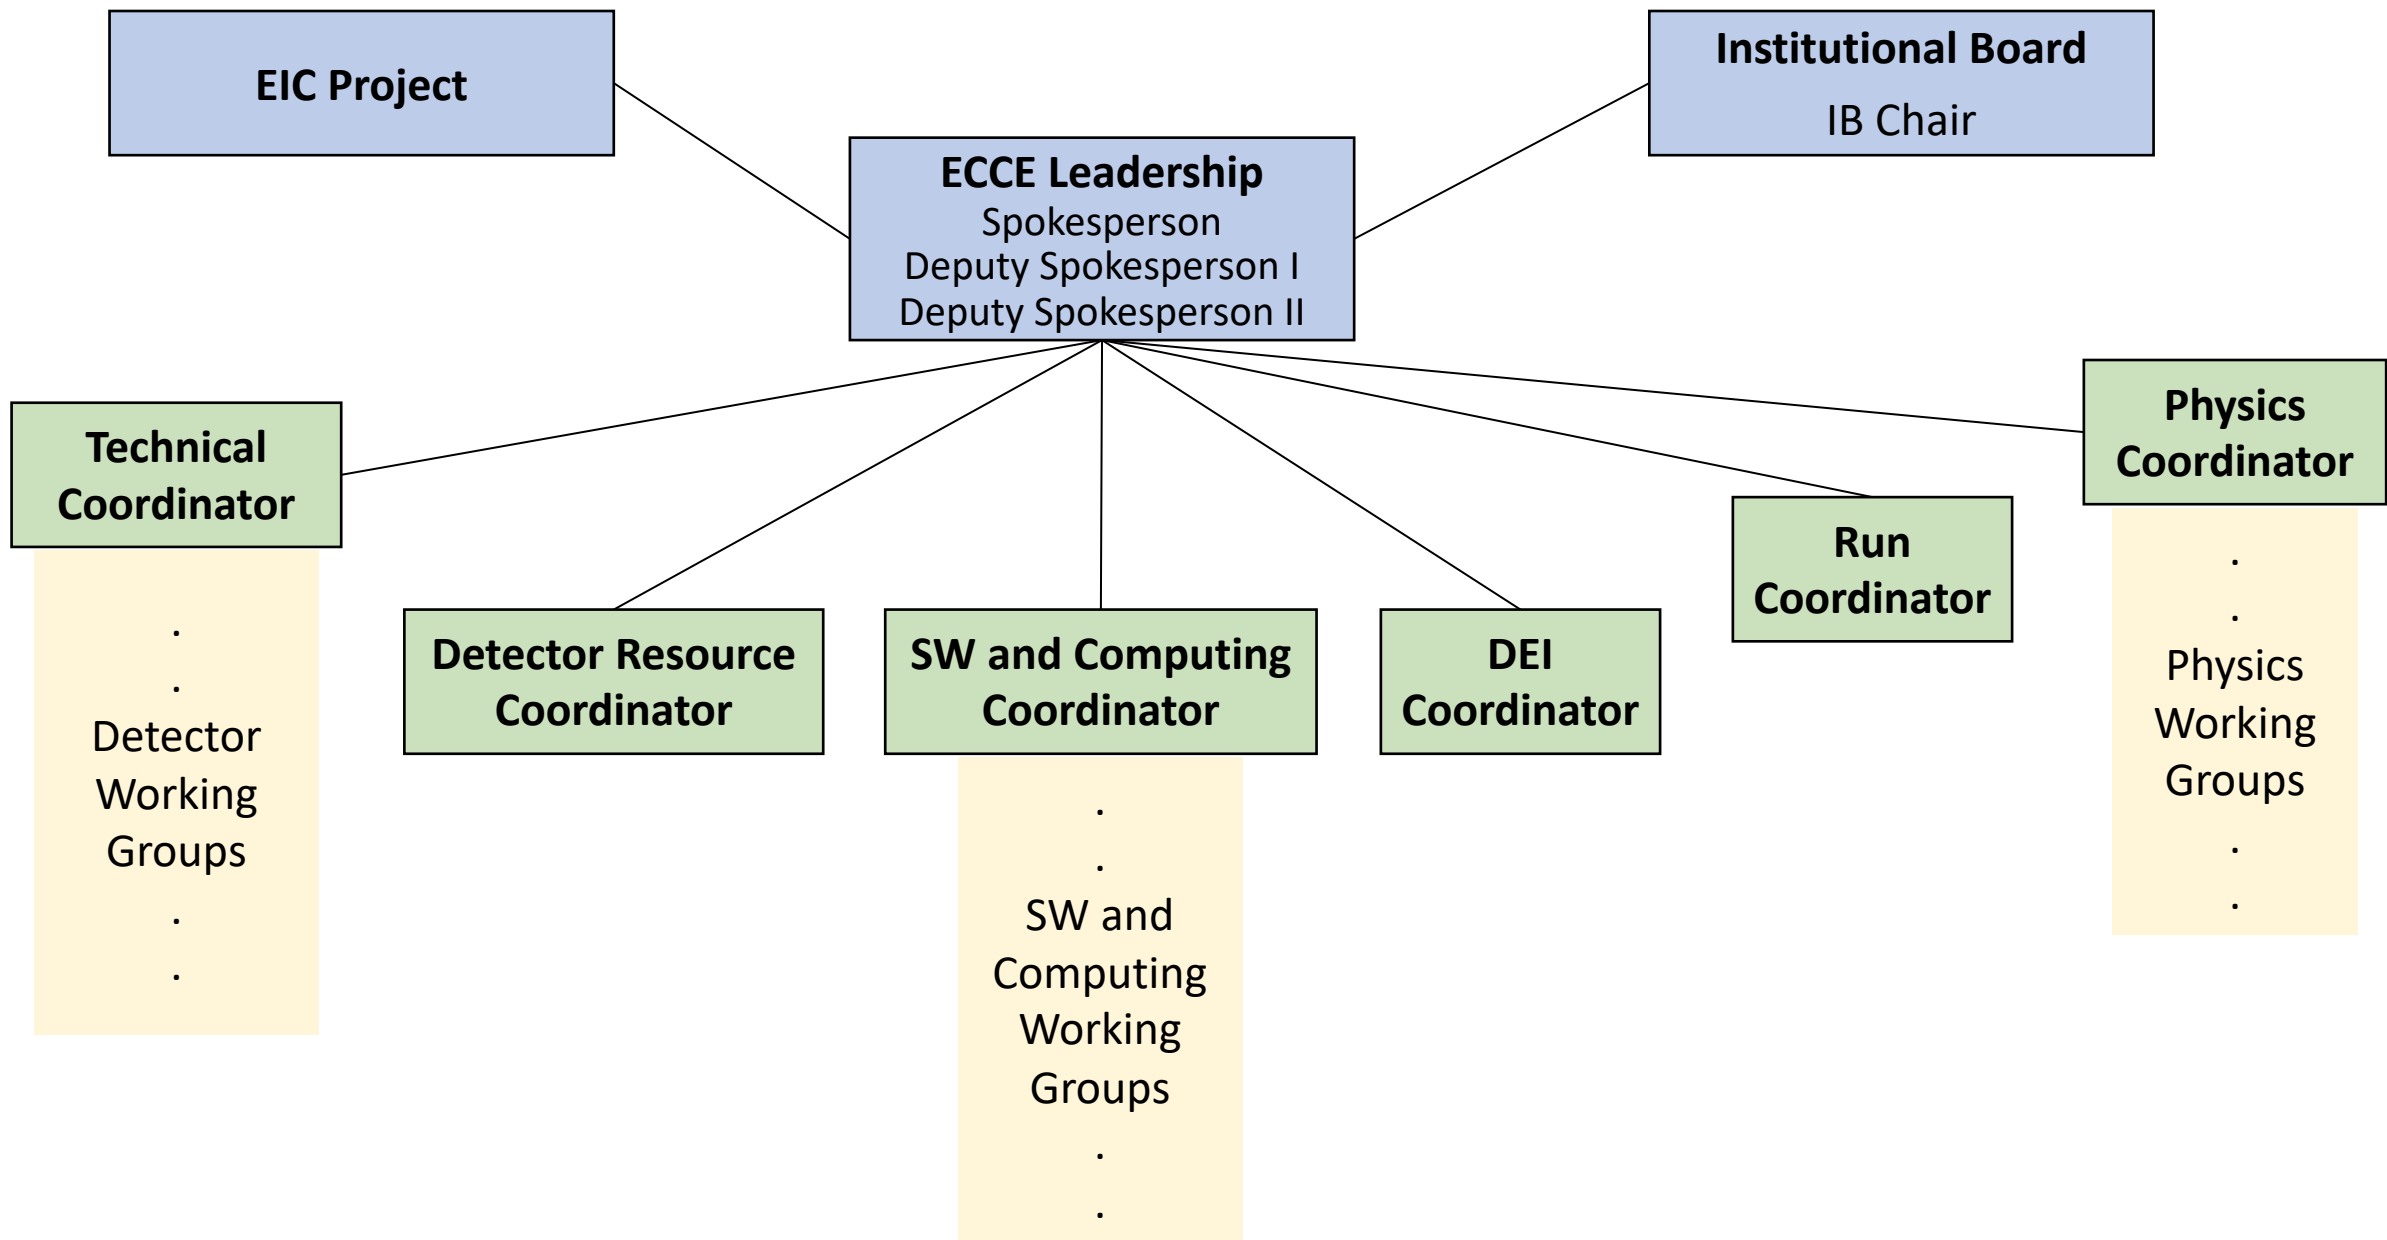 EIC Project
Institutional Board
IB Chair
ECCE Leadership
Spokesperson
Deputy Spokesperson I
Deputy Spokesperson II
Technical
Coordinator
.
.
Detector
Working
Groups
.
.
Detector Resource
Coordinator
SW and Computing
Coordinator
.
.
SW and
Computing
Working
Groups
.
.
DEI
Coordinator
Run
Coordinator
Physics
Coordinator
.
.
Physics
Working
Groups
.
.